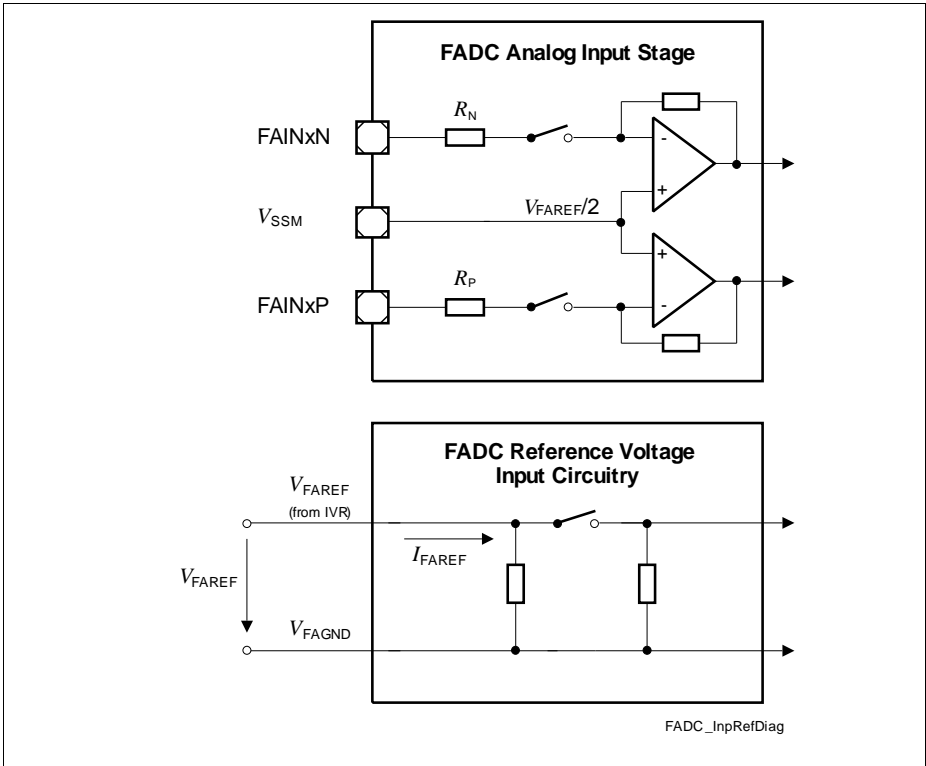 FADC Analog Input Stage
RN
FAINxN
-
+
VSSM
VFAREF/2
+
RP
FAINxP
-
FADC Reference Voltage
Input Circuitry
VFAREF
(from IVR)
IFAREF
VFAREF
VFAGND
FADC_InpRefDiag